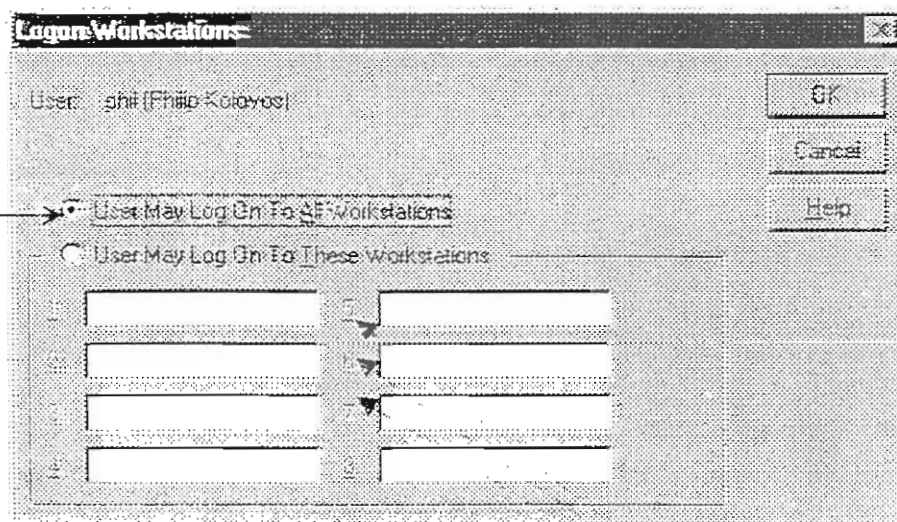 Logon Workstations
User: phil (Philip Kolovos)
OK
Cancel
User May Log On To All Workstations
Help
User May Log On To These Workstations